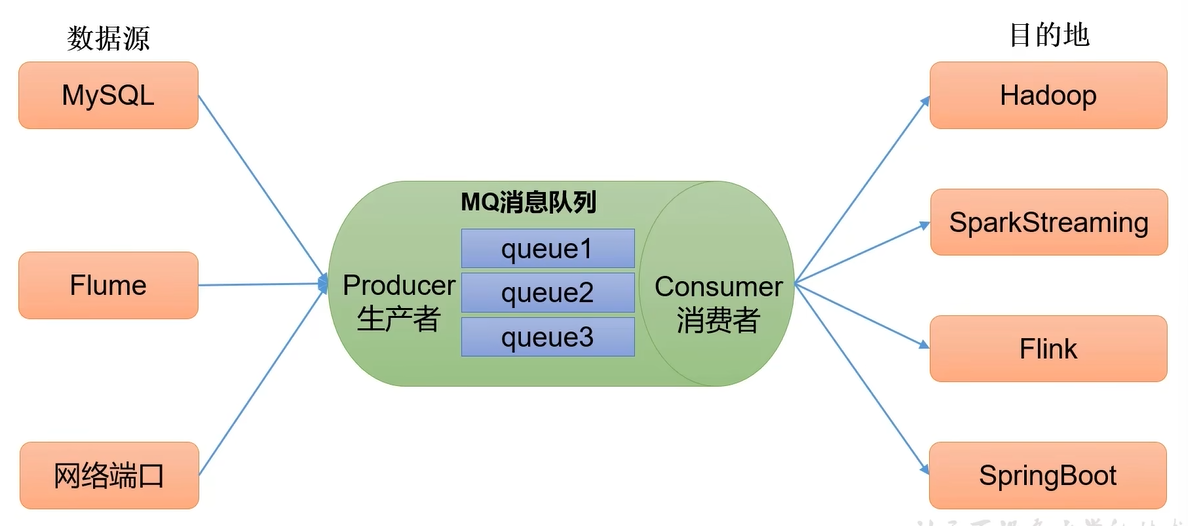 数据源
目的地
MySQL
Hadoop
MQ消息队列
SparkStreaming
queue1
Flume
Producer
生产者
queue2
Consumer
消费者
queue3
Flink
网络端口
SpringBoot